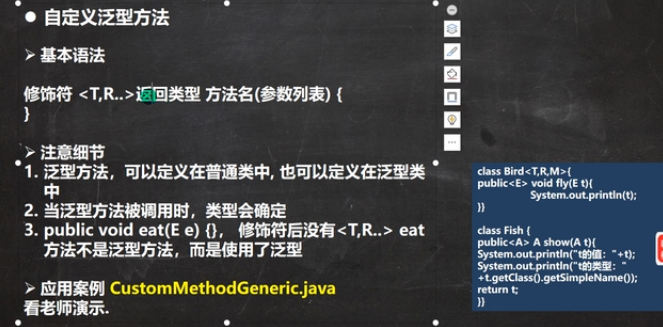 ● 自定义泛型方法
➢ 基本语法
修饰符 <T,R..>返回类型 方法名(参数列表) {
}
➢ 注意细节
1. 泛型方法，可以定义在普通类中, 也可以定义在泛型类
中
2. 当泛型方法被调用时，类型会确定
3. public void eat(E e) {}， 修饰符后没有<T,R..> eat
方法不是泛型方法，而是使用了泛型
➢ 应用案例 CustomMethodGeneric.java
看老师演示.
class Bird<T,R,M>{
public<E> void fly(E t){
System.out.println(t);
}}
class Fish {
public<A> A show(A t){
System.out.println("t的值："+t);
System.out.println("t的类型："
+t.getClass().getSimpleName());
return t;
}}